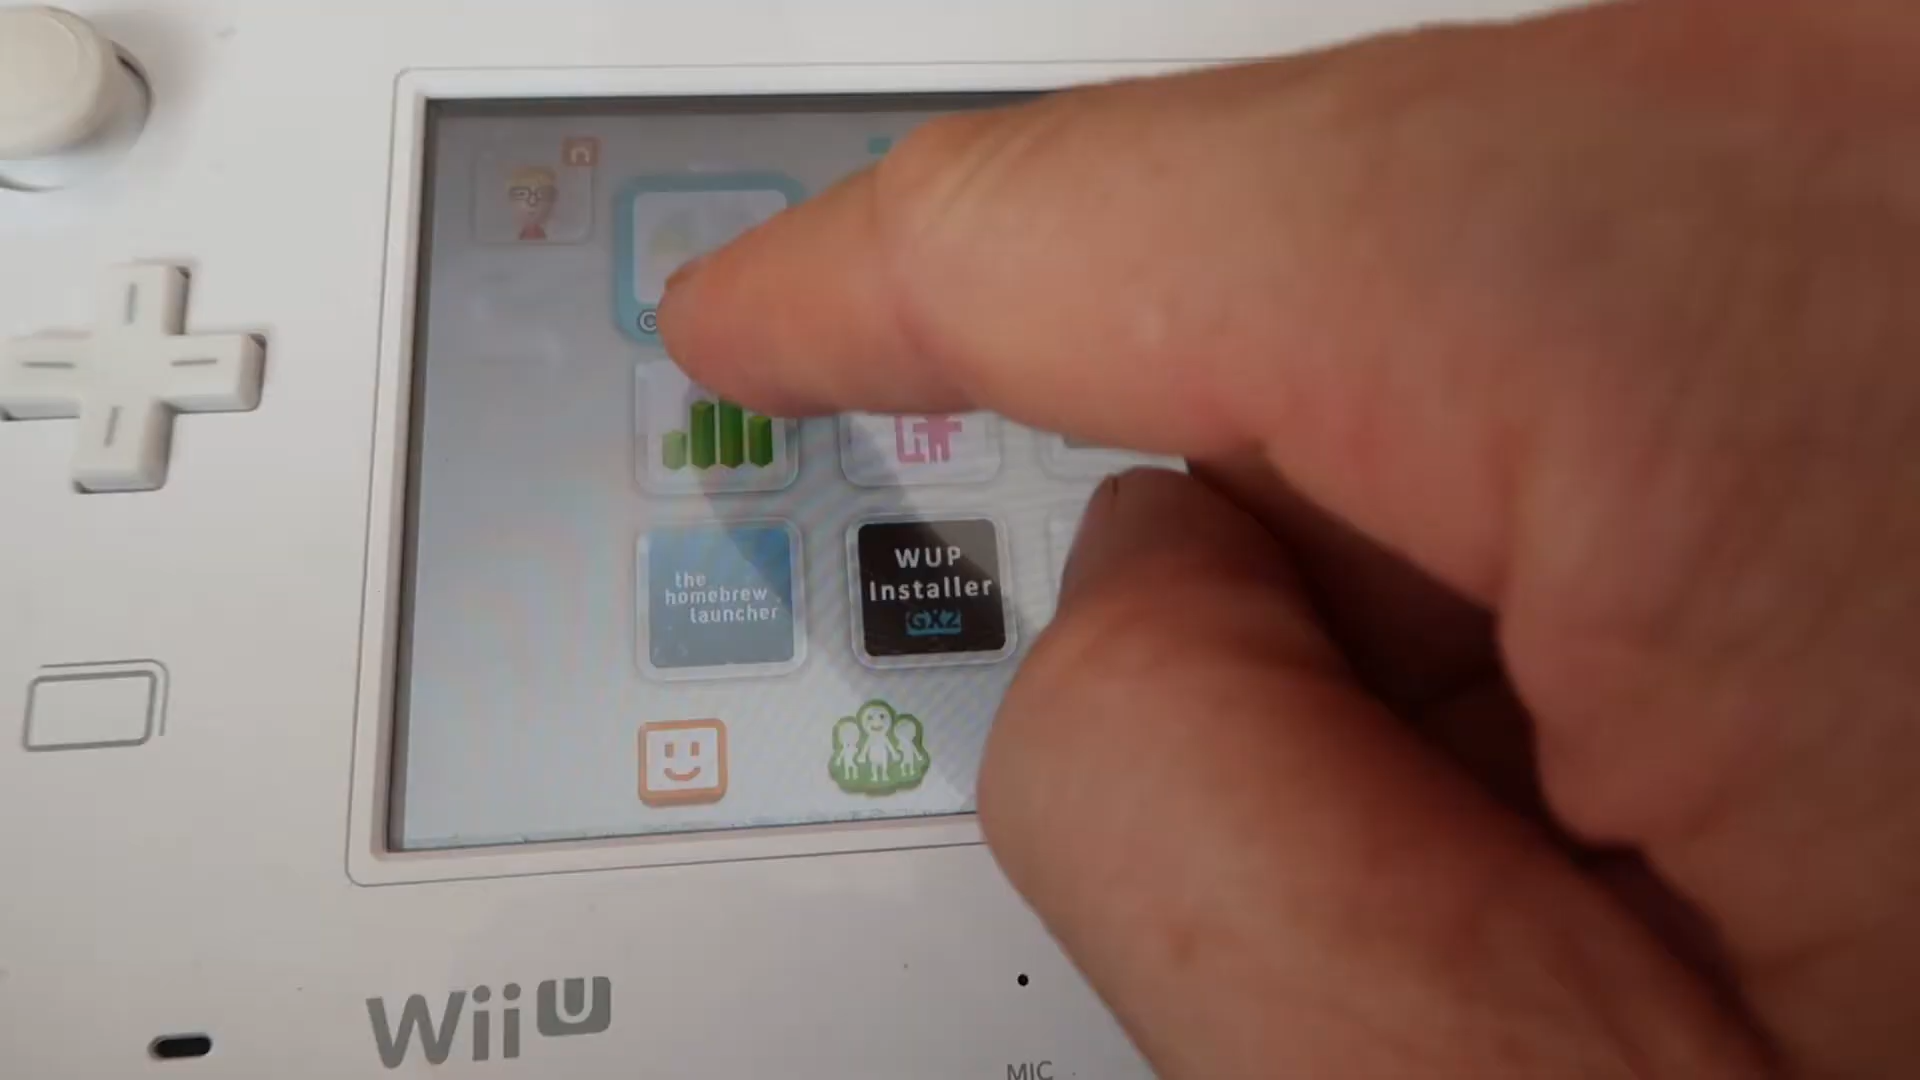 the
homebrew
launcher
WUP
Installer
GX2
Wii U
MIC